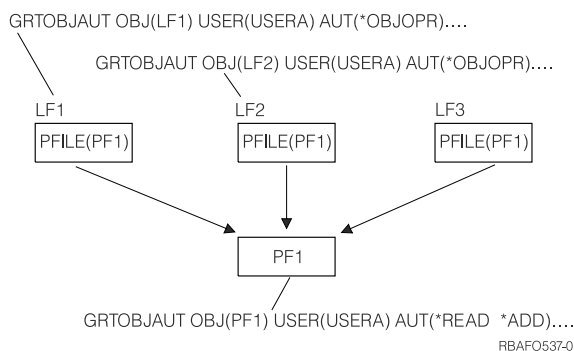 GRTOBJAUT OBJ(LF1) USER(USERA) AUT(*OBJOPR)....
GRTOBJAUT OBJ(LF2) USER(USERA) AUT(*OBJOPR)....
LF1 LF2 LF3
PFILE(PF1) PFILE(PF1) PFILE(PF1)
PF1
GRTOBJAUT OBJ(PF1) USER(USERA) AUT(*READ *ADD)....
RBAFO537-0